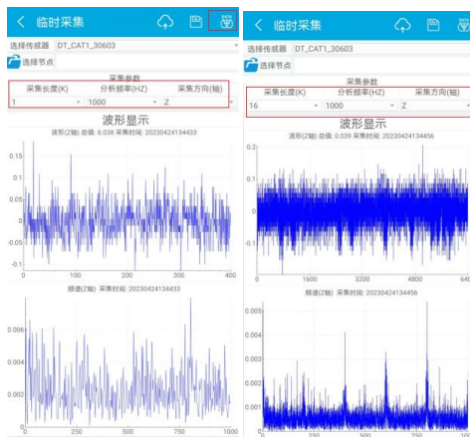 临时采集
选择传感器 DT_CAT1_30603
选择节点
采集参数
采集长度(K) 分析频率(HZ) 采集方向(轴)
1 1000 Z
波形显示
波形(Z轴) 总值: 0.038 采集时间: 20230424134433
0.15
0.1
0.05
0
-0.05
-0.1
0 100 200 300 400
频谱(Z轴) 采集时间: 20230424134433
0.006
0.004
0.002
0
0 250 500 750 1000
临时采集
选择传感器 DT_CAT1_30603
选择节点
采集参数
采集长度(K) 分析频率(HZ) 采集方向(轴)
16 1000 Z
波形显示
波形(Z轴) 总值: 0.039 采集时间: 20230424134456
0.2
0.1
0
-0.1
0 1600 3200 4800 640
频谱(Z轴) 采集时间: 20230424134456
0.005
0.004
0.003
0.002
0.001
0
0 250 500 750 1000